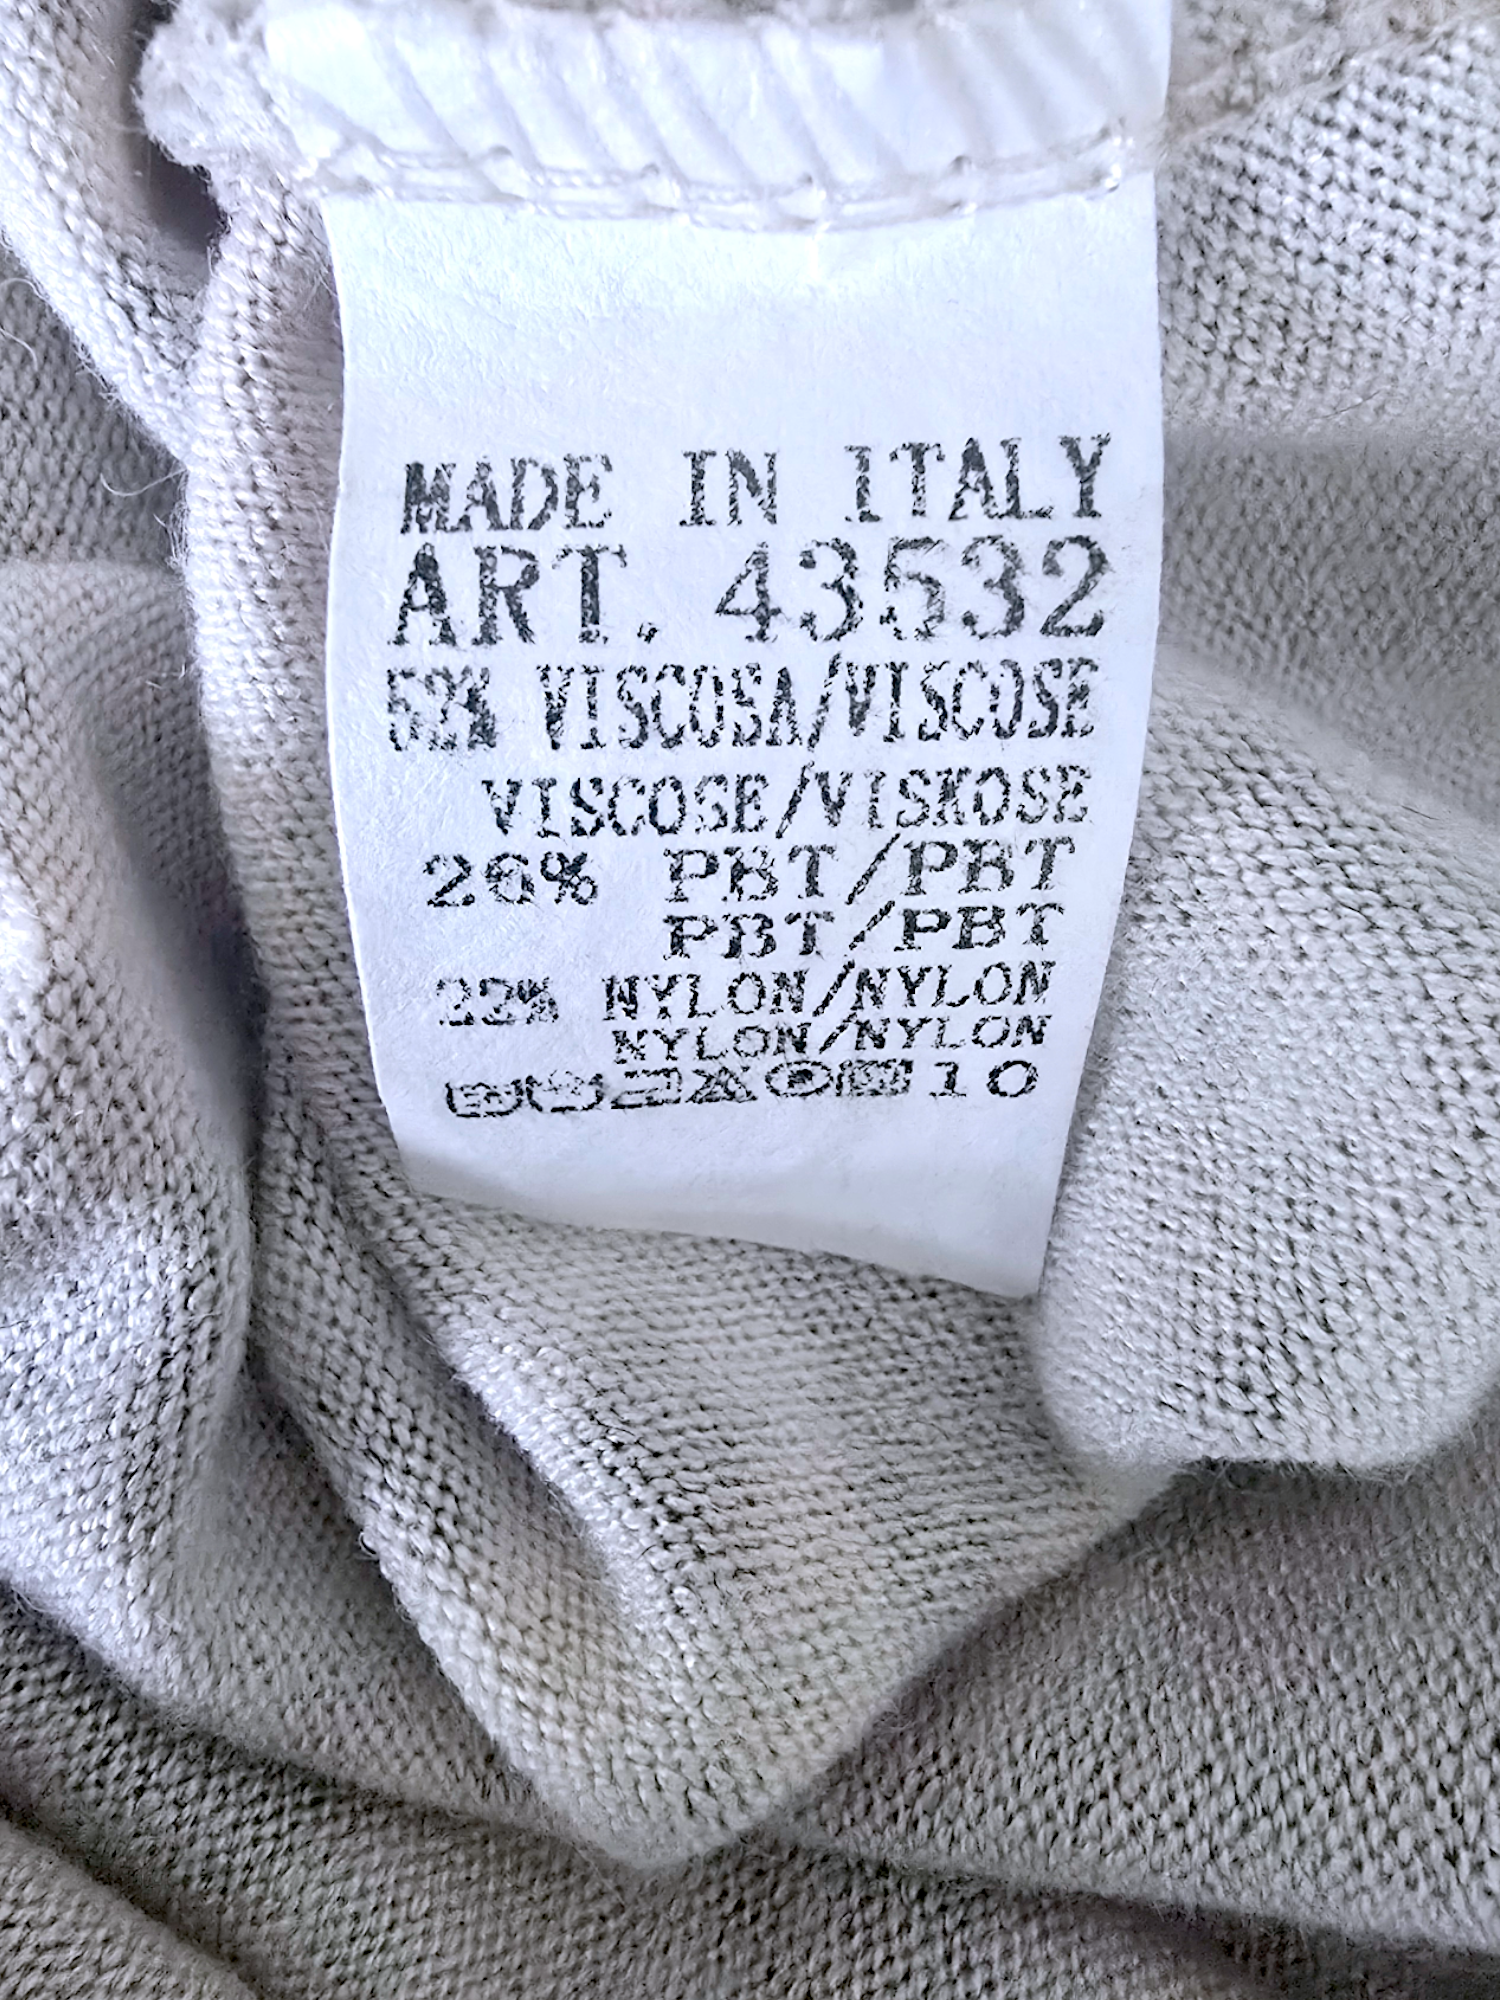 MADE IN ITALY
ART. 43532
52% VISCOSA/VISCOSE
VISCOSE/VISKOSE
26% PBT/PBT
PBT/PBT
22% NYLON/NYLON
NYLON/NYLON
10